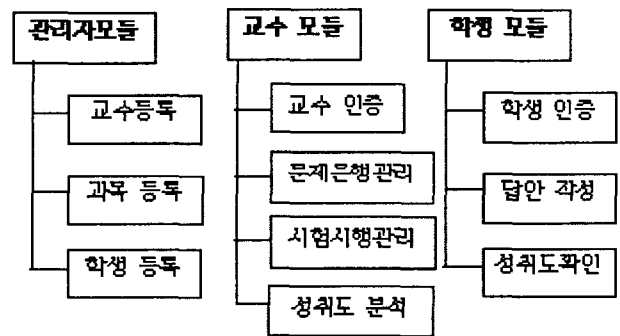 관리자모듈
교수등록
과목 등록
학생 등록
교수 모듈
교수 인증
문제은행관리
시험시행관리
성취도 분석
학생 모듈
학생 인증
답안 작성
성취도확인